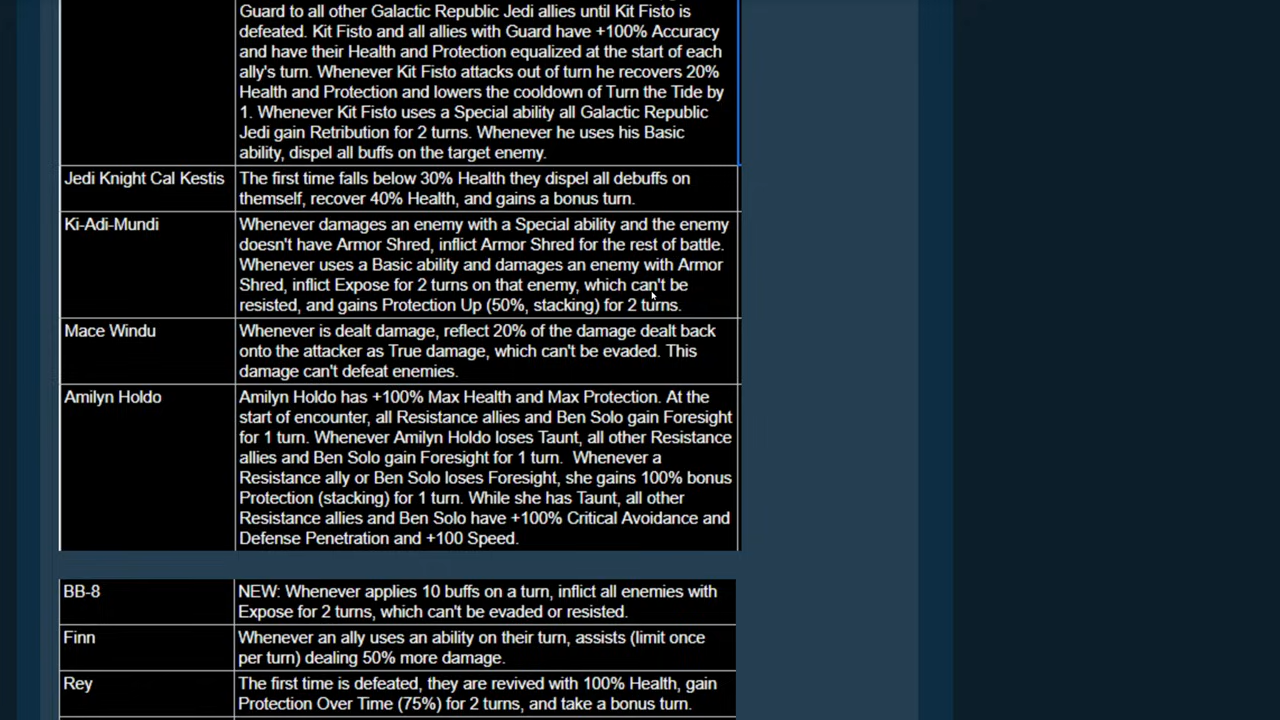 Guard to all other Galactic Republic Jedi allies until Kit Fisto is
defeated. Kit Fisto and all allies with Guard have +100% Accuracy
and have their Health and Protection equalized at the start of each
ally's turn. Whenever Kit Fisto attacks out of turn he recovers 20%
Health and Protection and lowers the cooldown of Turn the Tide by
1. Whenever Kit Fisto uses a Special ability all Galactic Republic
Jedi gain Retribution for 2 turns. Whenever he uses his Basic
ability, dispel all buffs on the target enemy.
Jedi Knight Cal Kestis
The first time falls below 30% Health they dispel all debuffs on
themself, recover 40% Health, and gains a bonus turn.
Ki-Adi-Mundi
Whenever damages an enemy with a Special ability and the enemy
doesn't have Armor Shred, inflict Armor Shred for the rest of battle.
Whenever uses a Basic ability and damages an enemy with Armor
Shred, inflict Expose for 2 turns on that enemy, which can't be
resisted, and gains Protection Up (50%, stacking) for 2 turns.
Mace Windu
Whenever is dealt damage, reflect 20% of the damage dealt back
onto the attacker as True damage, which can't be evaded. This
damage can't defeat enemies.
Amilyn Holdo
Amilyn Holdo has +100% Max Health and Max Protection. At the
start of encounter, all Resistance allies and Ben Solo gain Foresight
for 1 turn. Whenever Amilyn Holdo loses Taunt, all other Resistance
allies and Ben Solo gain Foresight for 1 turn.  Whenever a
Resistance ally or Ben Solo loses Foresight, she gains 100% bonus
Protection (stacking) for 1 turn. While she has Taunt, all other
Resistance allies and Ben Solo have +100% Critical Avoidance and
Defense Penetration and +100 Speed.
BB-8
NEW: Whenever applies 10 buffs on a turn, inflict all enemies with
Expose for 2 turns, which can't be evaded or resisted.
Finn
Whenever an ally uses an ability on their turn, assists (limit once
per turn) dealing 50% more damage.
Rey
The first time is defeated, they are revived with 100% Health, gain
Protection Over Time (75%) for 2 turns, and take a bonus turn.